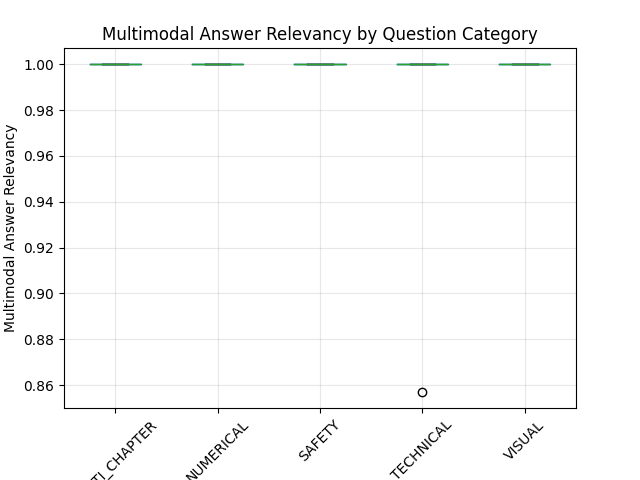 Multimodal Answer Relevancy by Question Category
Multimodal Answer Relevancy
1.00
0.98
0.96
0.94
0.92
0.90
0.88
0.86
TI_CHAPTER
NUMERICAL
SAFETY
TECHNICAL
VISUAL